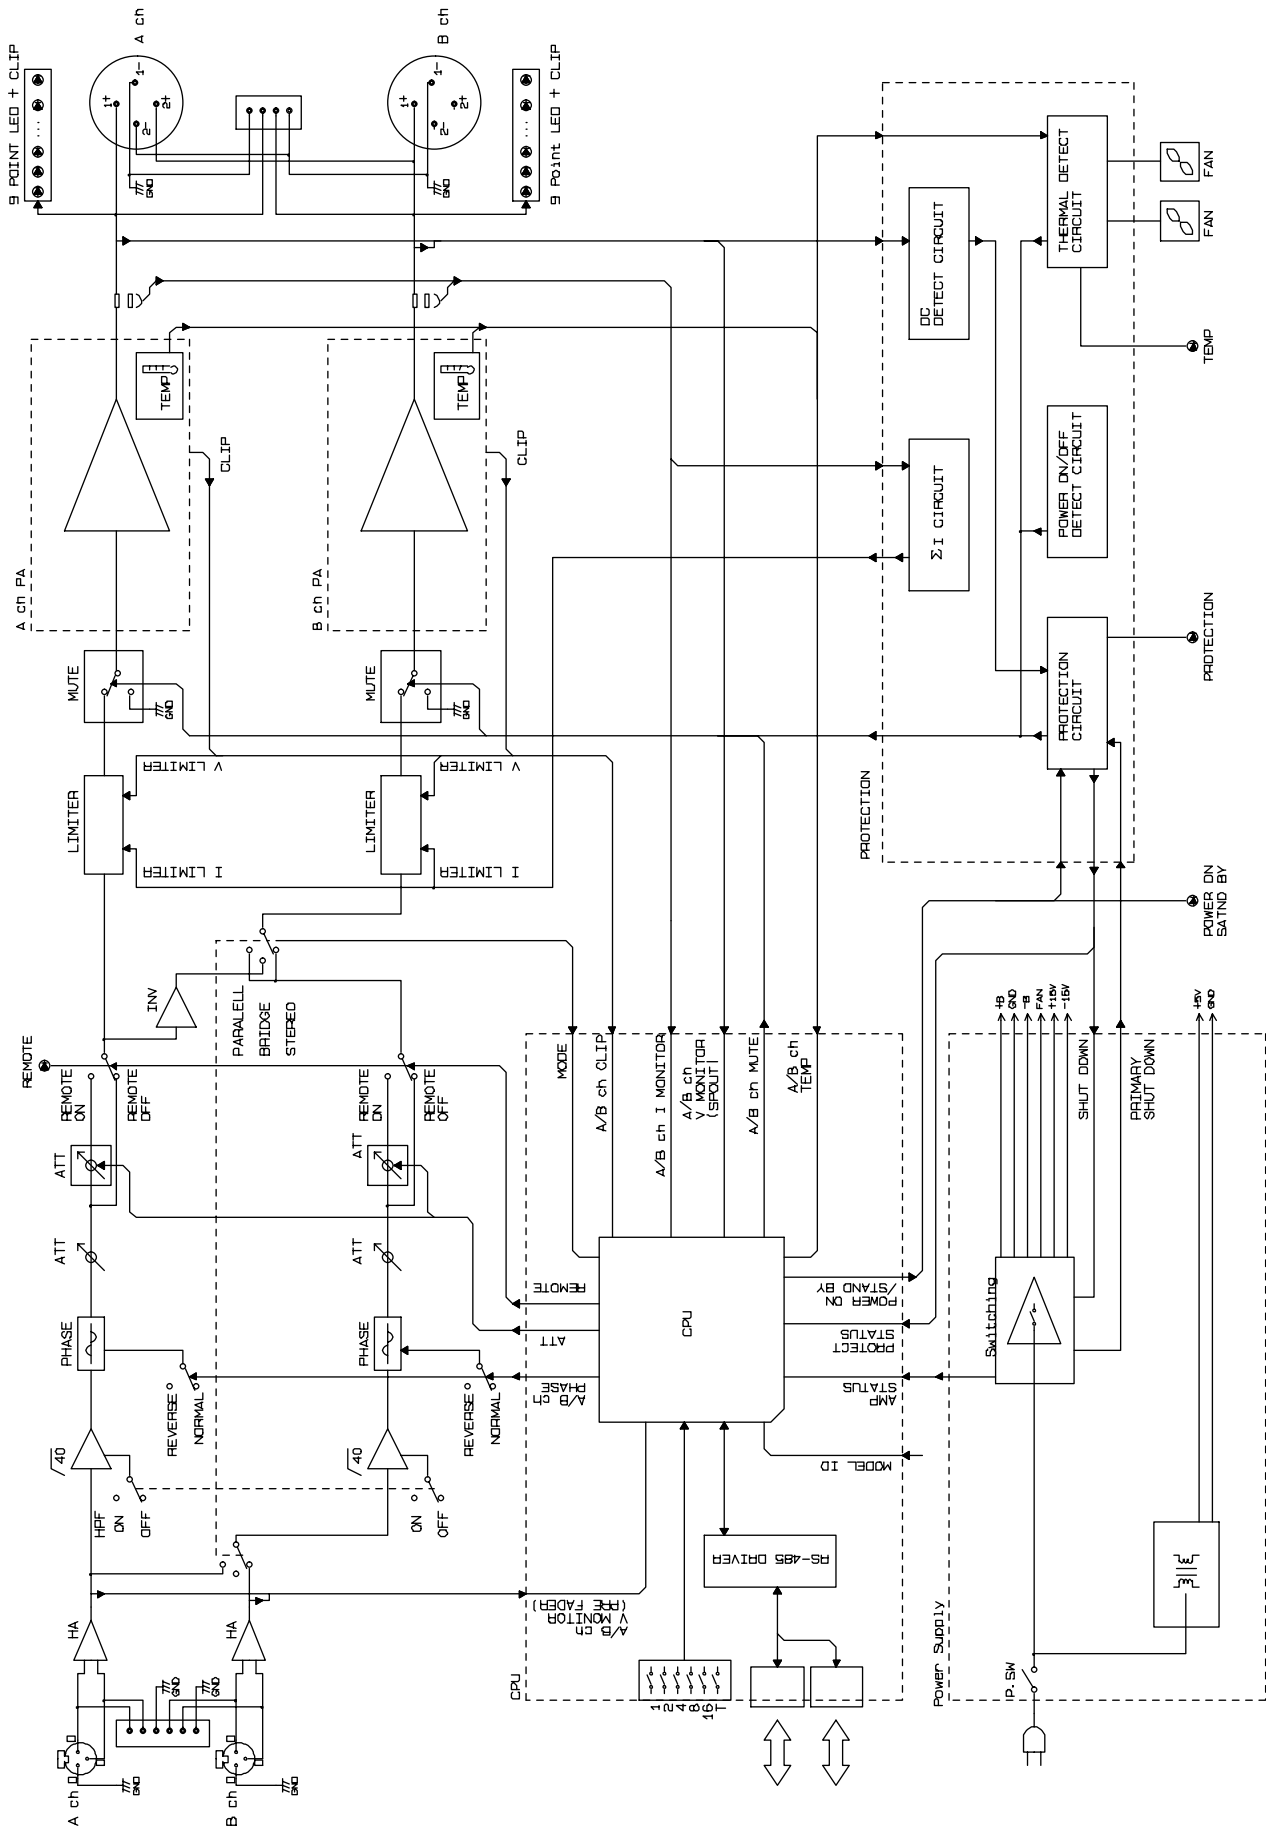 A ch
GND
B ch
GND
GND
GND
HA
HA
HPF
ON
OFF
40
ON
OFF
40
REVERSE
NORMAL
REVERSE
NORMAL
PHASE
PHASE
ATT
ATT
ATT
ATT
REMOTE
ON
REMOTE
OFF
REMOTE
ON
REMOTE
OFF
REMOTE
INV
PARALELL
BRIDGE
STEREO
LIMITER
I LIMITER
V LIMITER
LIMITER
I LIMITER
V LIMITER
MUTE
GND
MUTE
GND
A ch PA
TEMP
CLIP
B ch PA
TEMP
CLIP
9 POINT LED + CLIP
A ch
1+
1-
2+
2-
GND
B ch
1+
1-
2+
2-
GND
9 Point LED + CLIP
CPU
1
2
4
8
16
T
A/B ch
V MONITOR
(PRE FADER)
RS-485 DRIVER
MODEL ID
CPU
A/B ch
PHASE
ATT
REMOTE
AMP
STATUS
PROTECT
STATUS
POWER ON
/STAND BY
MODE
A/B ch CLIP
A/B ch I MONITOR
A/B ch
V MONITOR
(SPOUT)
A/B ch MUTE
A/B ch
TEMP
Power Supply
P.SW
Switching
+B
GND
-B
FAN
+15V
-15V
SHUT DOWN
PRIMARY
SHUT DOWN
+5V
GND
POWER ON
SATND BY
PROTECTION
PROTECTION
CIRCUIT
PROTECTION
ΣI CIRCUIT
POWER ON/OFF
DETECT CIRCUIT
DC
DETECT CIRCUIT
THERMAL DETECT
CIRCUIT
TEMP
FAN
FAN